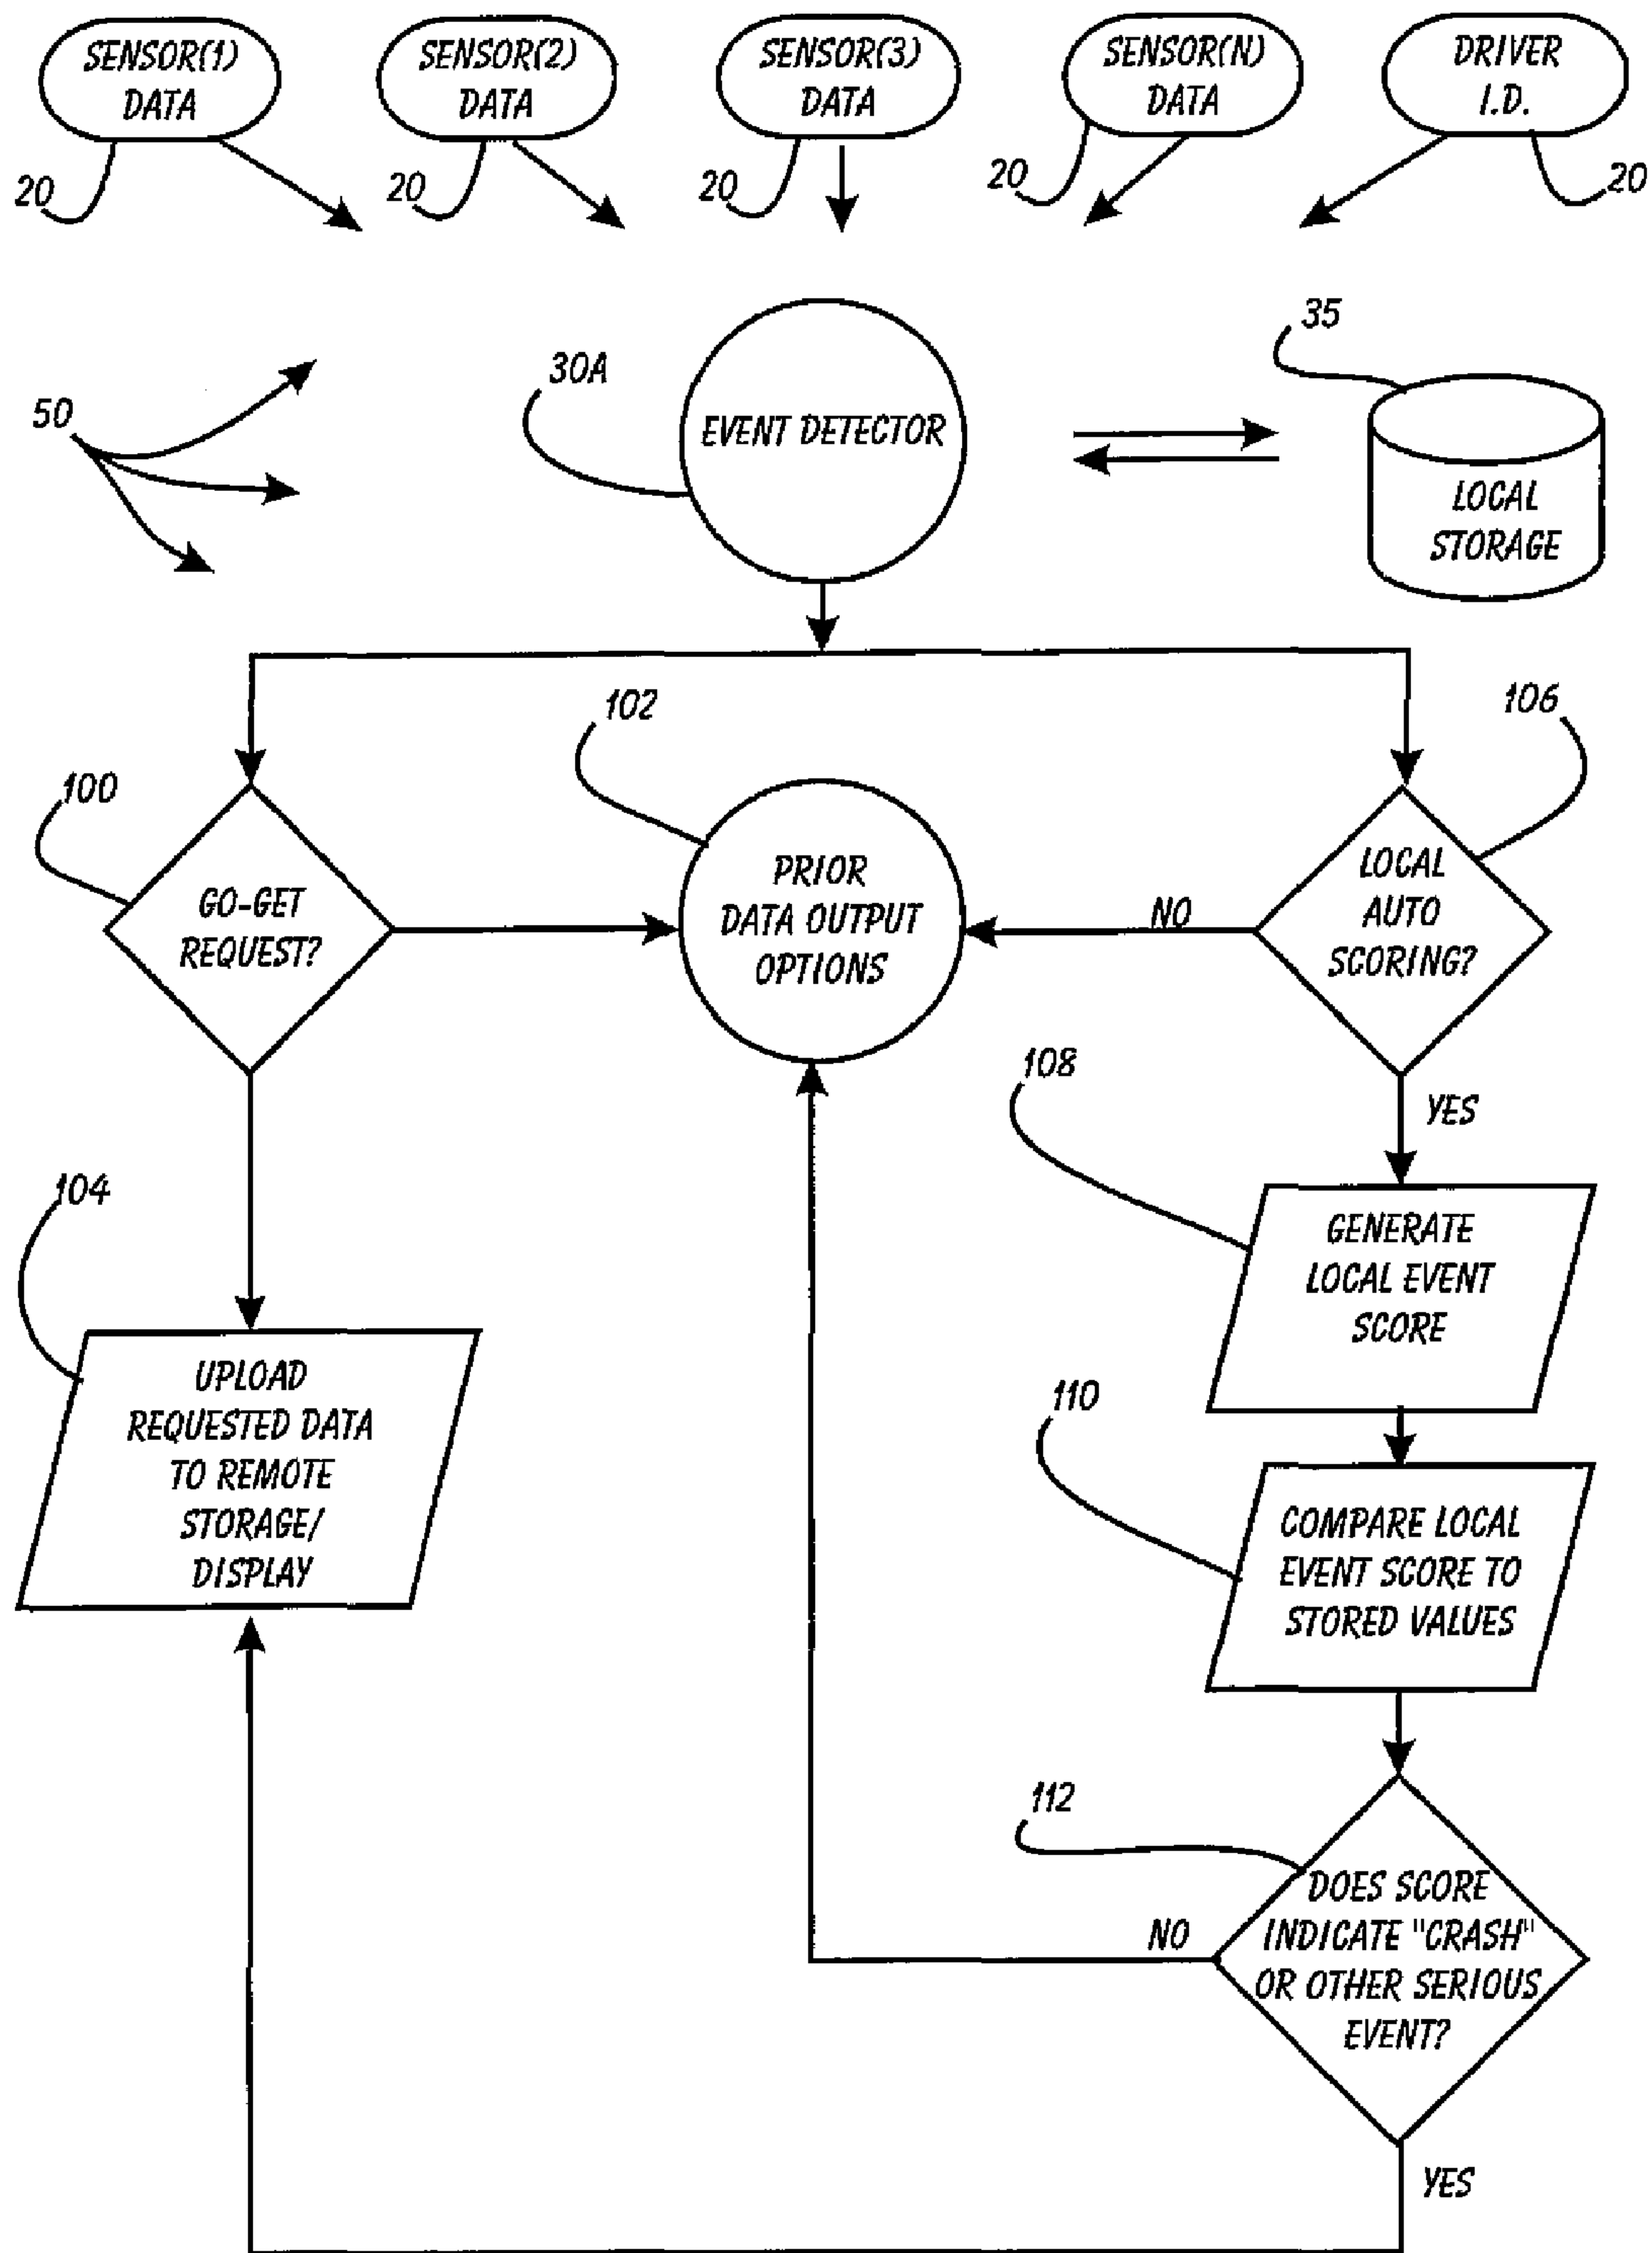 SENSOR(1)
DATA
SENSOR(2)
DATA
SENSOR(3)
DATA
SENSOR(N)
DATA
DRIVER
I.D.
20
20
20
20
20
35
30A
50
EVENT DETECTOR
LOCAL
STORAGE
102
106
100
GO-GET
REQUEST?
PRIOR
DATA OUTPUT
OPTIONS
NO
LOCAL
AUTO
SCORING?
108
YES
104
GENERATE
LOCAL EVENT
SCORE
UPLOAD
REQUESTED DATA
TO REMOTE
STORAGE/
DISPLAY
110
COMPARE LOCAL
EVENT SCORE TO
STORED VALUES
112
NO
DOES SCORE
INDICATE "CRASH"
OR OTHER SERIOUS
EVENT?
YES